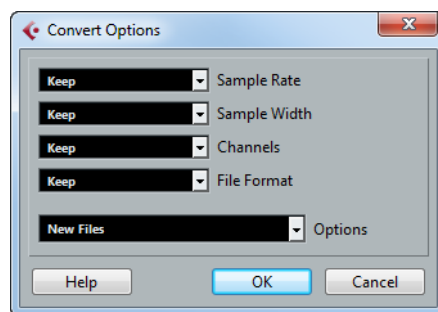 Convert Options
Keep Sample Rate
Keep Sample Width
Keep Channels
Keep File Format
New Files Options
Help OK Cancel